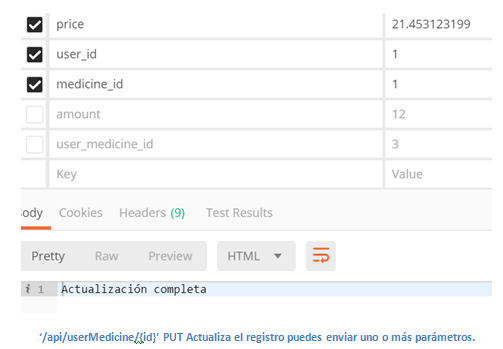 price 21.453123199
user_id 1
medicine_id 1
amount 12
user_medicine_id 3
Key Value
ody Cookies Headers (9) Test Results
Pretty Raw Preview HTML
i 1 Actualización completa
'/api/userMedicine/{id}' PUT Actualiza el registro puedes enviar uno o más parámetros.